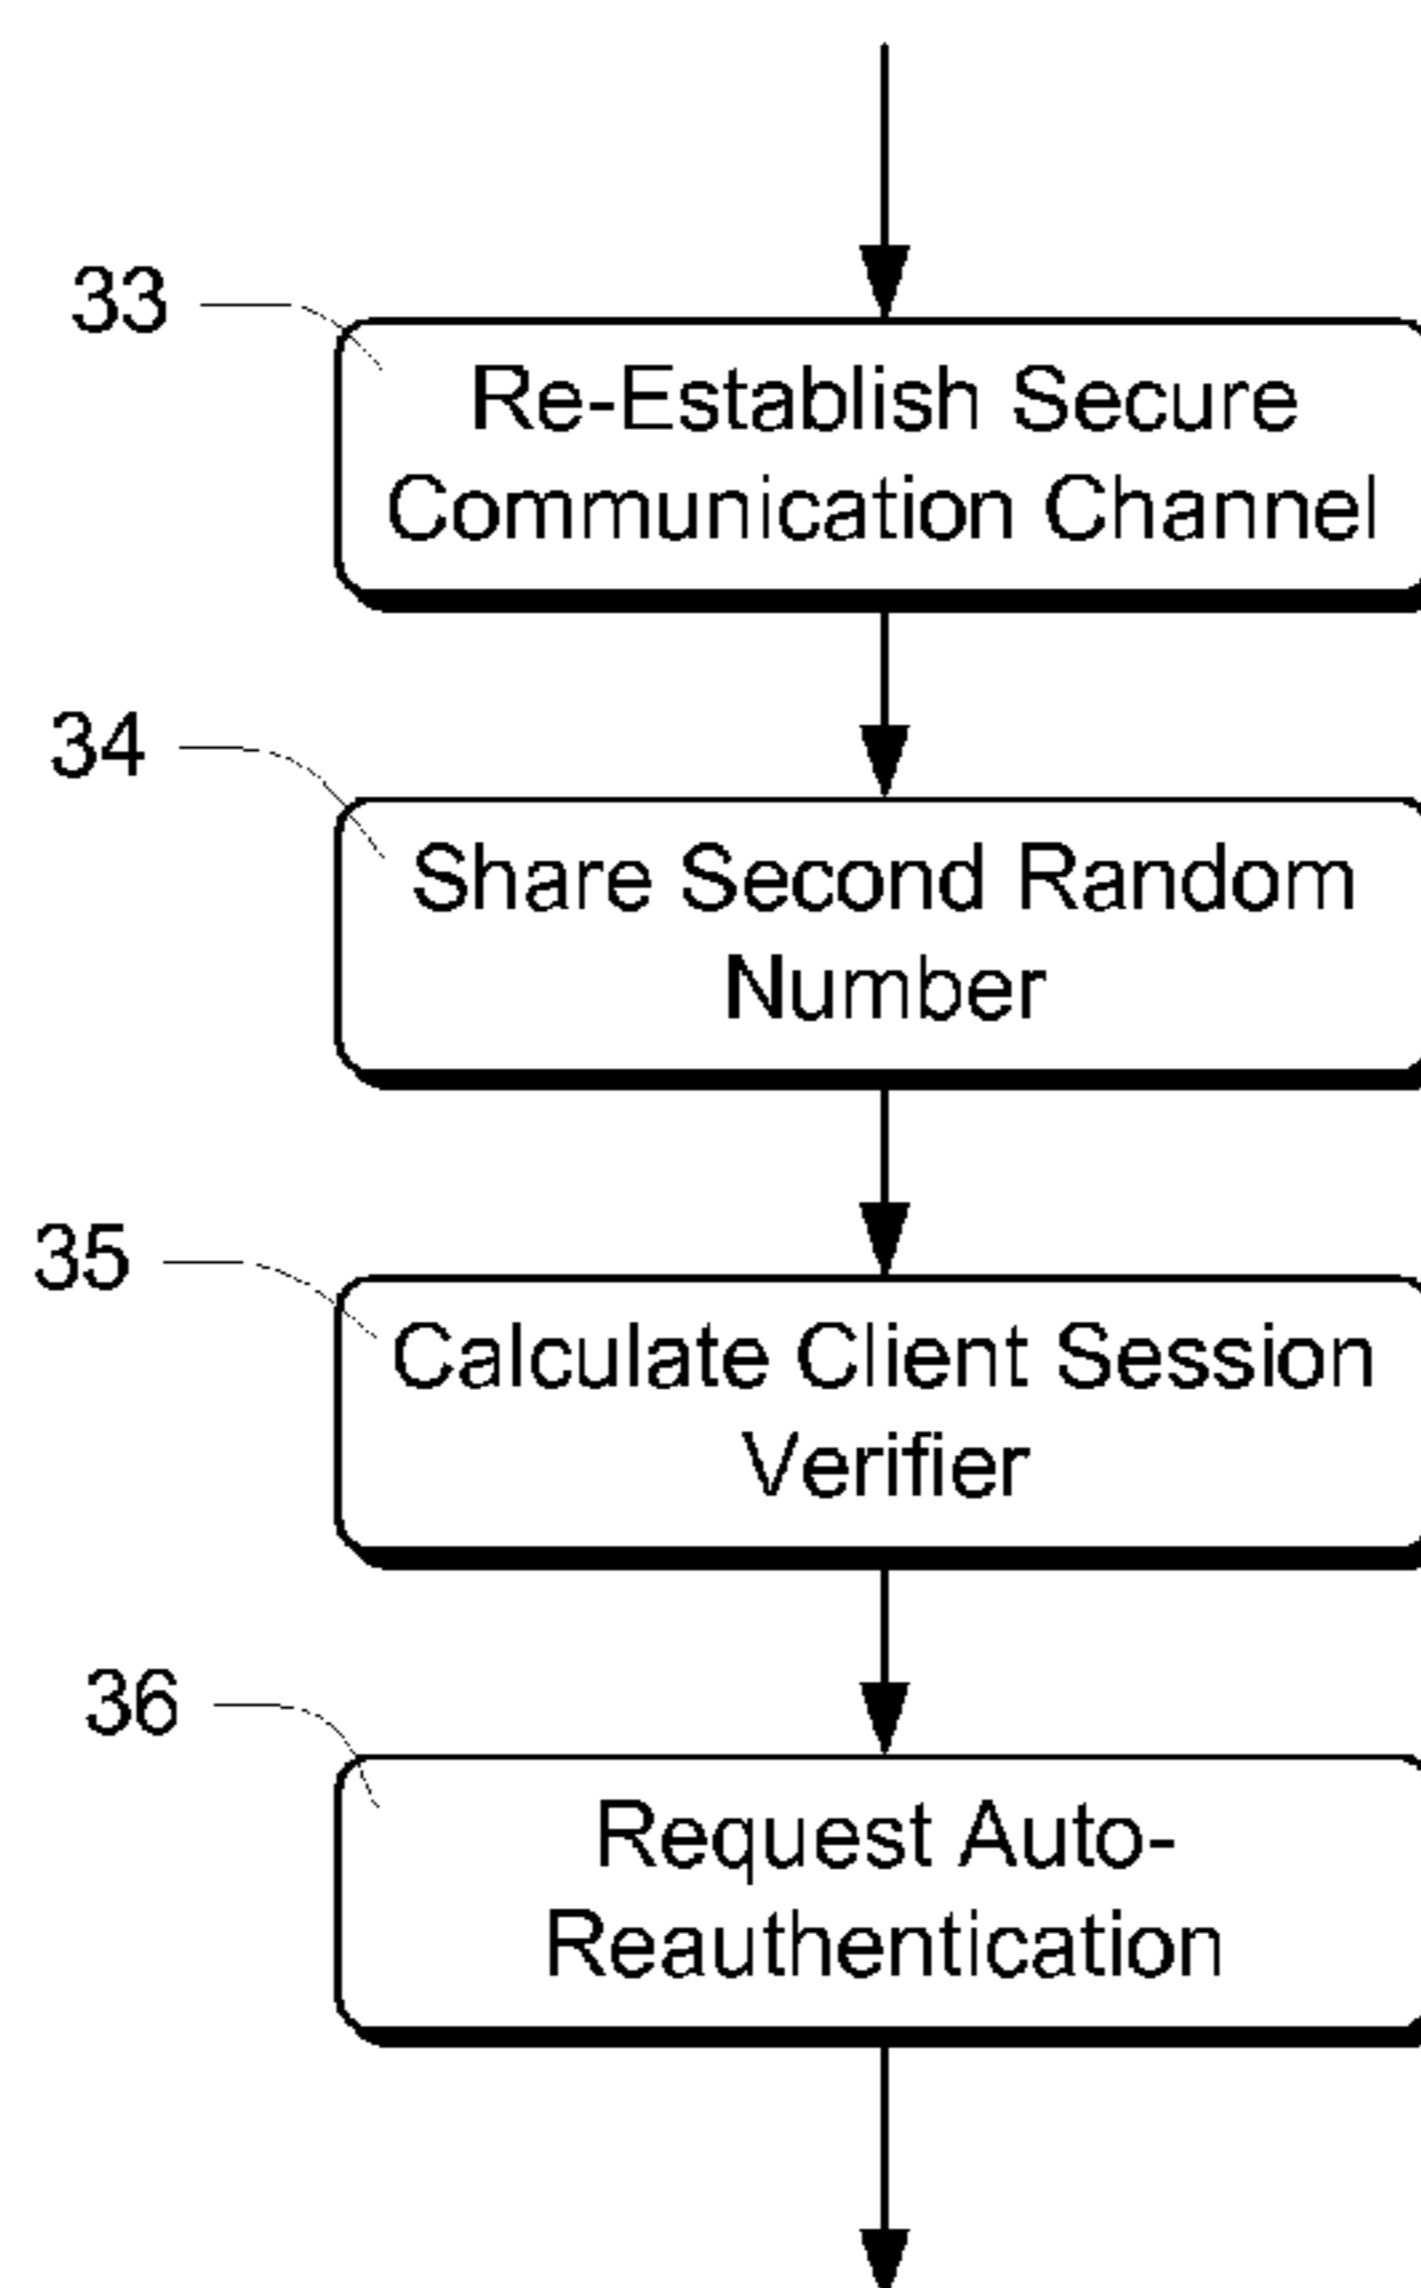 33
Re-Establish Secure
Communication Channel
34
Share Second Random
Number
35
Calculate Client Session
Verifier
36
Request Auto-
Reauthentication